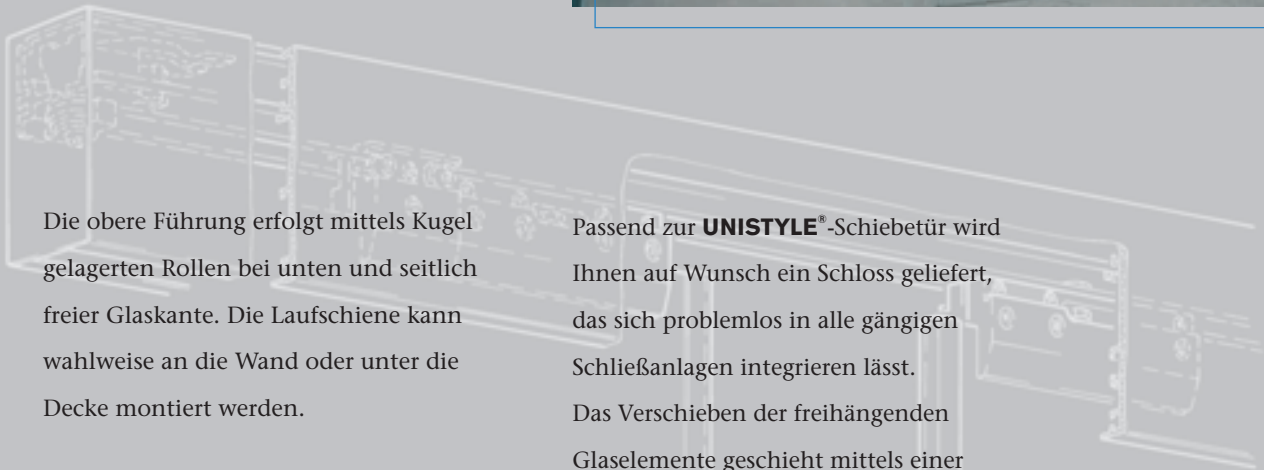 Die obere Führung erfolgt mittels Kugel
gelagerten Rollen bei unten und seitlich
freier Glaskante. Die Laufschiene kann
wahlweise an die Wand oder unter die
Decke montiert werden.
Passend zur UNISTYLE®-Schiebetür wird
Ihnen auf Wunsch ein Schloss geliefert,
das sich problemlos in alle gängigen
Schließanlagen integrieren lässt.
Das Verschieben der freihängenden
Glaselemente geschieht mittels einer